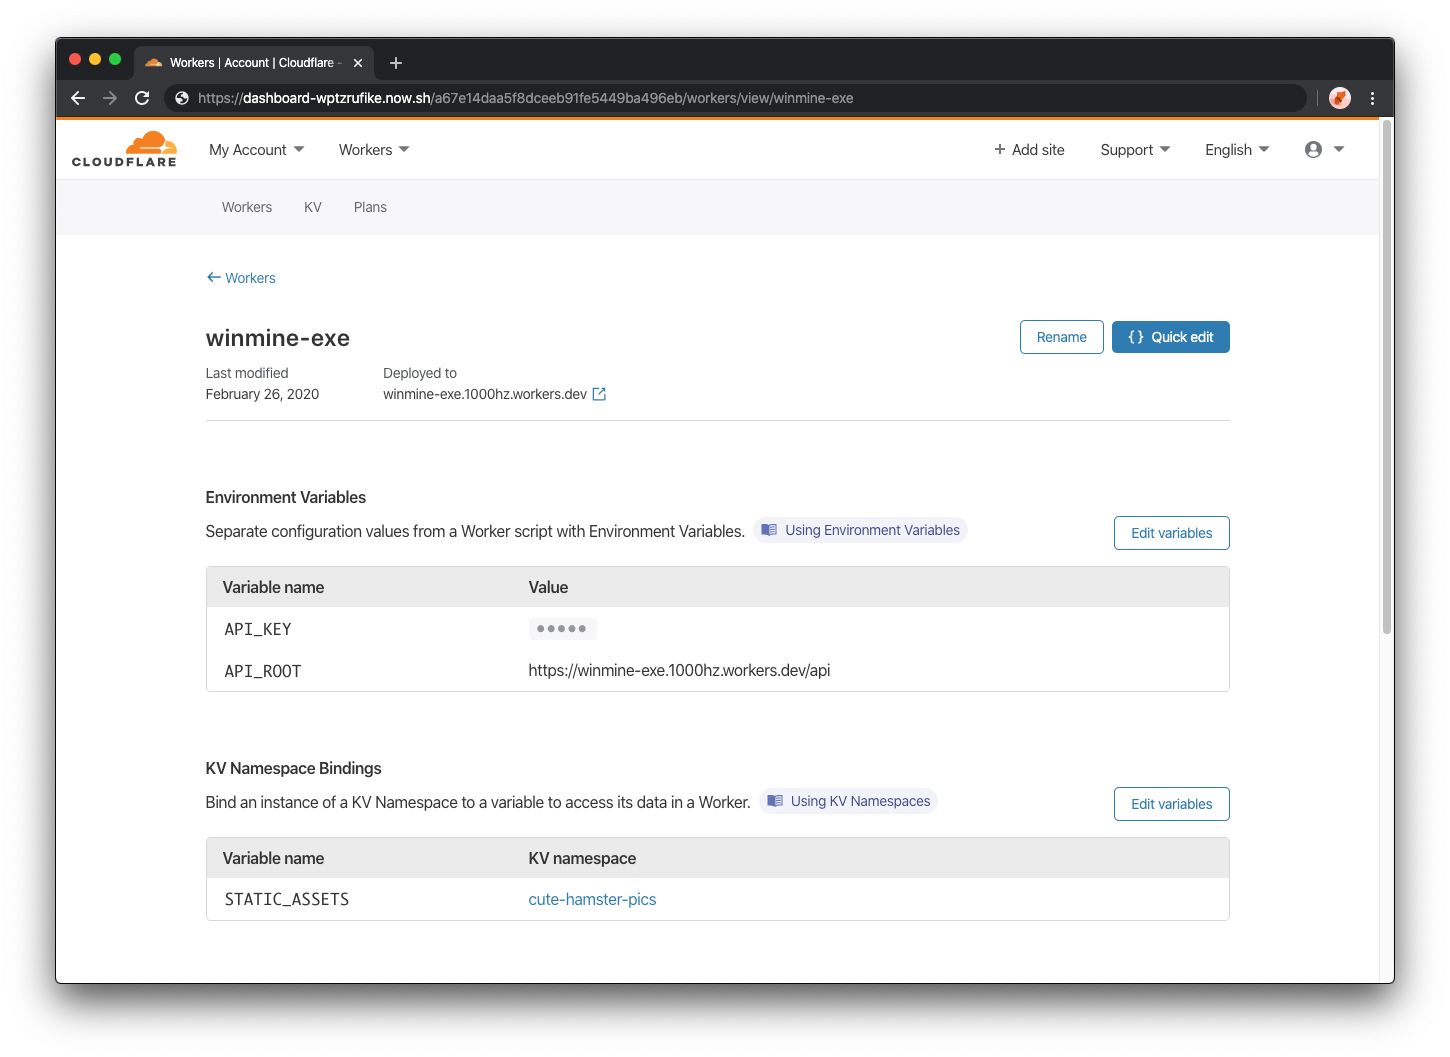 Workers | Account | Cloudflare -
https://dashboard-wptzrufike.now.sh/a67e14daa5f8dceeb91fe5449ba496eb/workers/view/winmine-exe
CLOUDFLARE My Account Workers + Add site Support English
Workers KV Plans
← Workers
winmine-exe Rename {} Quick edit
Last modified Deployed to
February 26, 2020 winmine-exe.1000hz.workers.dev
Environment Variables
Separate configuration values from a Worker script with Environment Variables. Using Environment Variables Edit variables
Variable name Value
API_KEY •••••
API_ROOT https://winmine-exe.1000hz.workers.dev/api
KV Namespace Bindings
Bind an instance of a KV Namespace to a variable to access its data in a Worker. Using KV Namespaces Edit variables
Variable name KV namespace
STATIC_ASSETS cute-hamster-pics